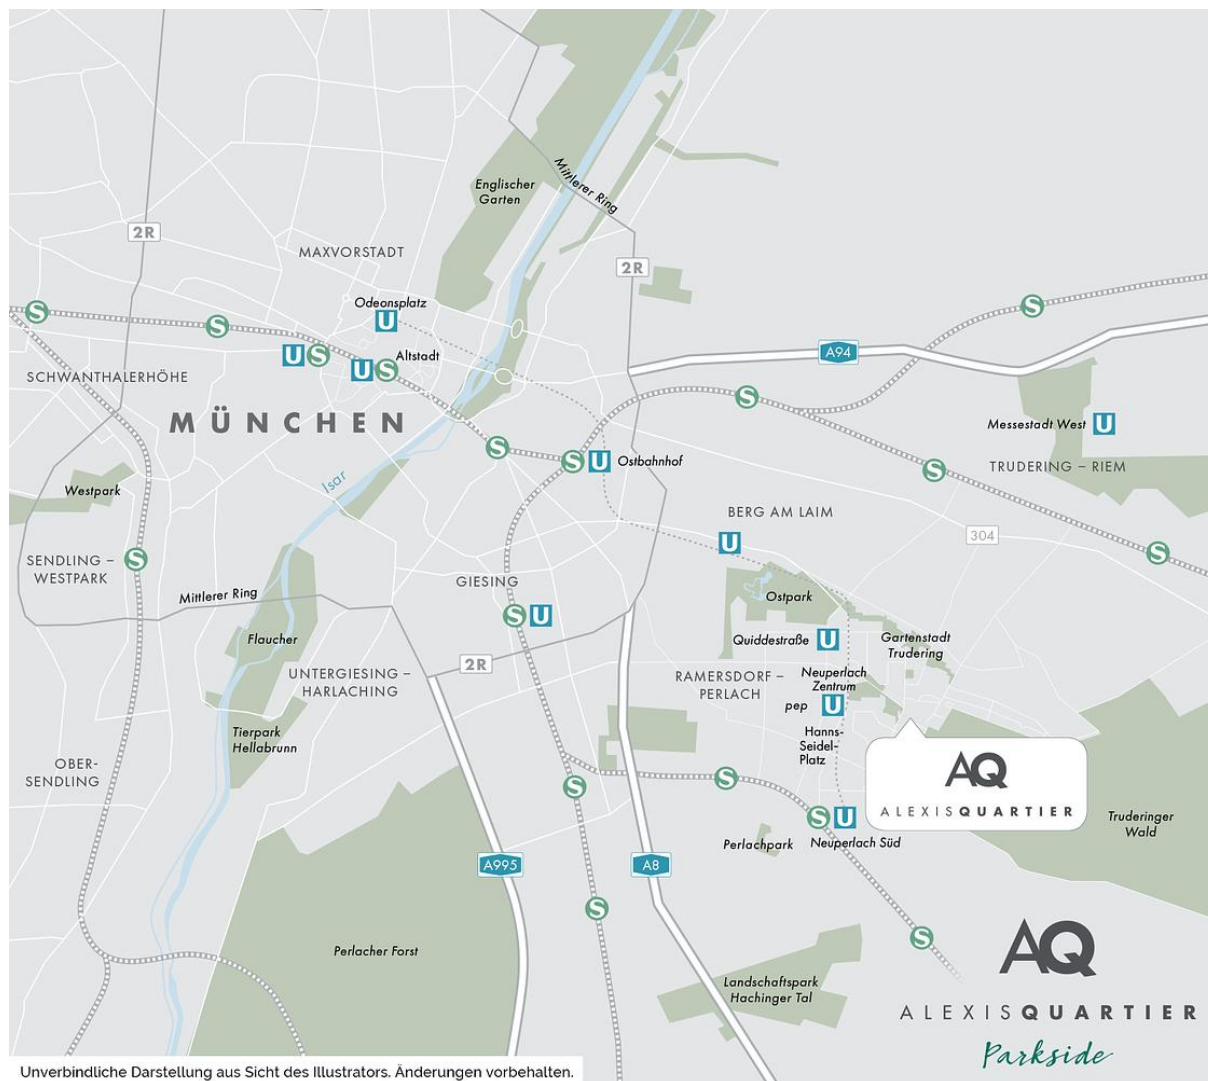 Mittlerer Ring
Englischer
Garten
2R
MAXVORSTADT
2R
Odeonsplatz
U
S
S
U S
Altstadt
U S
A94
S
SCHWANTHALERHÖHE
MÜNCHEN
S
Messestadt West U
S
S U Ostbahnhof
TRUDERING – RIEM
S
Isar
Westpark
BERG AM LAIM
304
U
S
SENDLING –
WESTPARK
S
GIESING
Mittlerer Ring
Ostpark
S U
Flaucher
Quiddestraße U
Gartenstadt
Trudering
2R
UNTERGIESING –
HARLACHING
RAMERSDORF –
PERLACH
Neuperlach
Zentrum
pep U
Hanns-
Seidel-
Platz
Tierpark
Hellabrunn
OBER-
SENDLING
S
S
AQ
ALEXISQUARTIER
S U
Neuperlach Süd
Perlachpark
Truderinger
Wald
A995
A8
S
S
Perlacher Forst
Landschaftspark
Hachinger Tal
AQ
ALEXISQUARTIER
Parkside
Unverbindliche Darstellung aus Sicht des Illustrators. Änderungen vorbehalten.